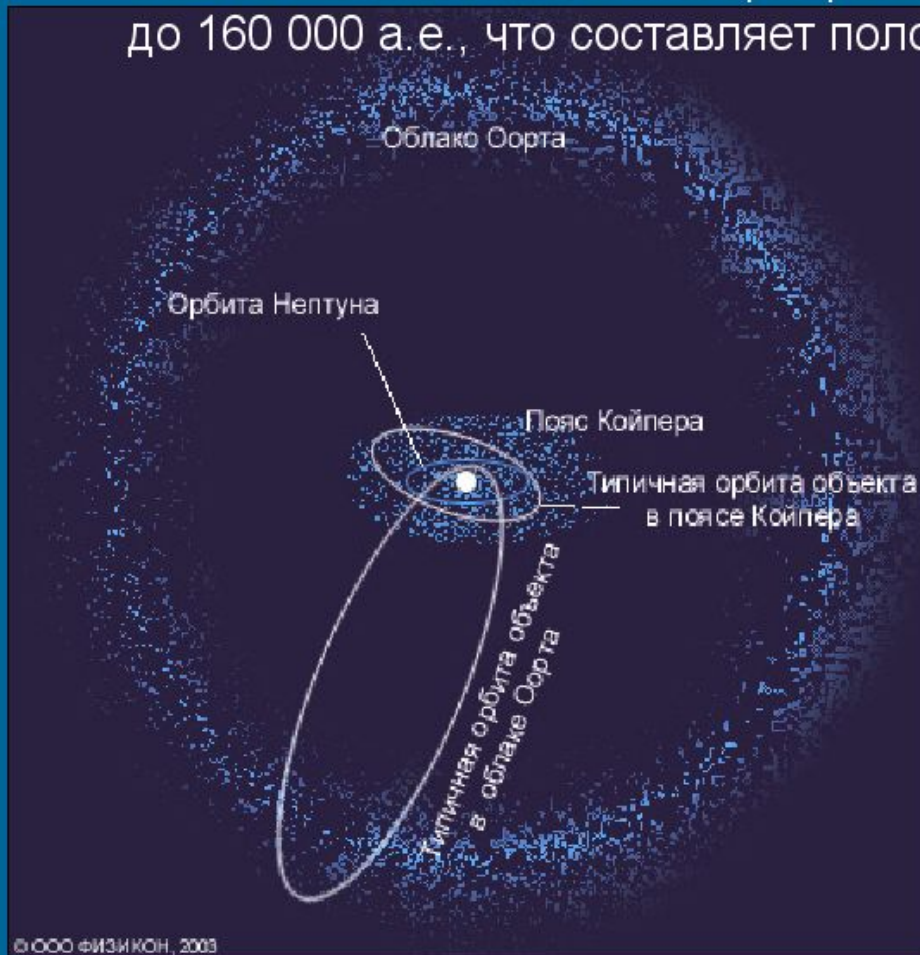 до 160 000 а.е., что составляет
Облако Оорта
Орбита Нептуна
Пояс Койпера
Типичная орбита объекта
в поясе Койпера
Типичная орбита объекта
в облаке Оорта
© ООО ФИЗИКОН, 2003